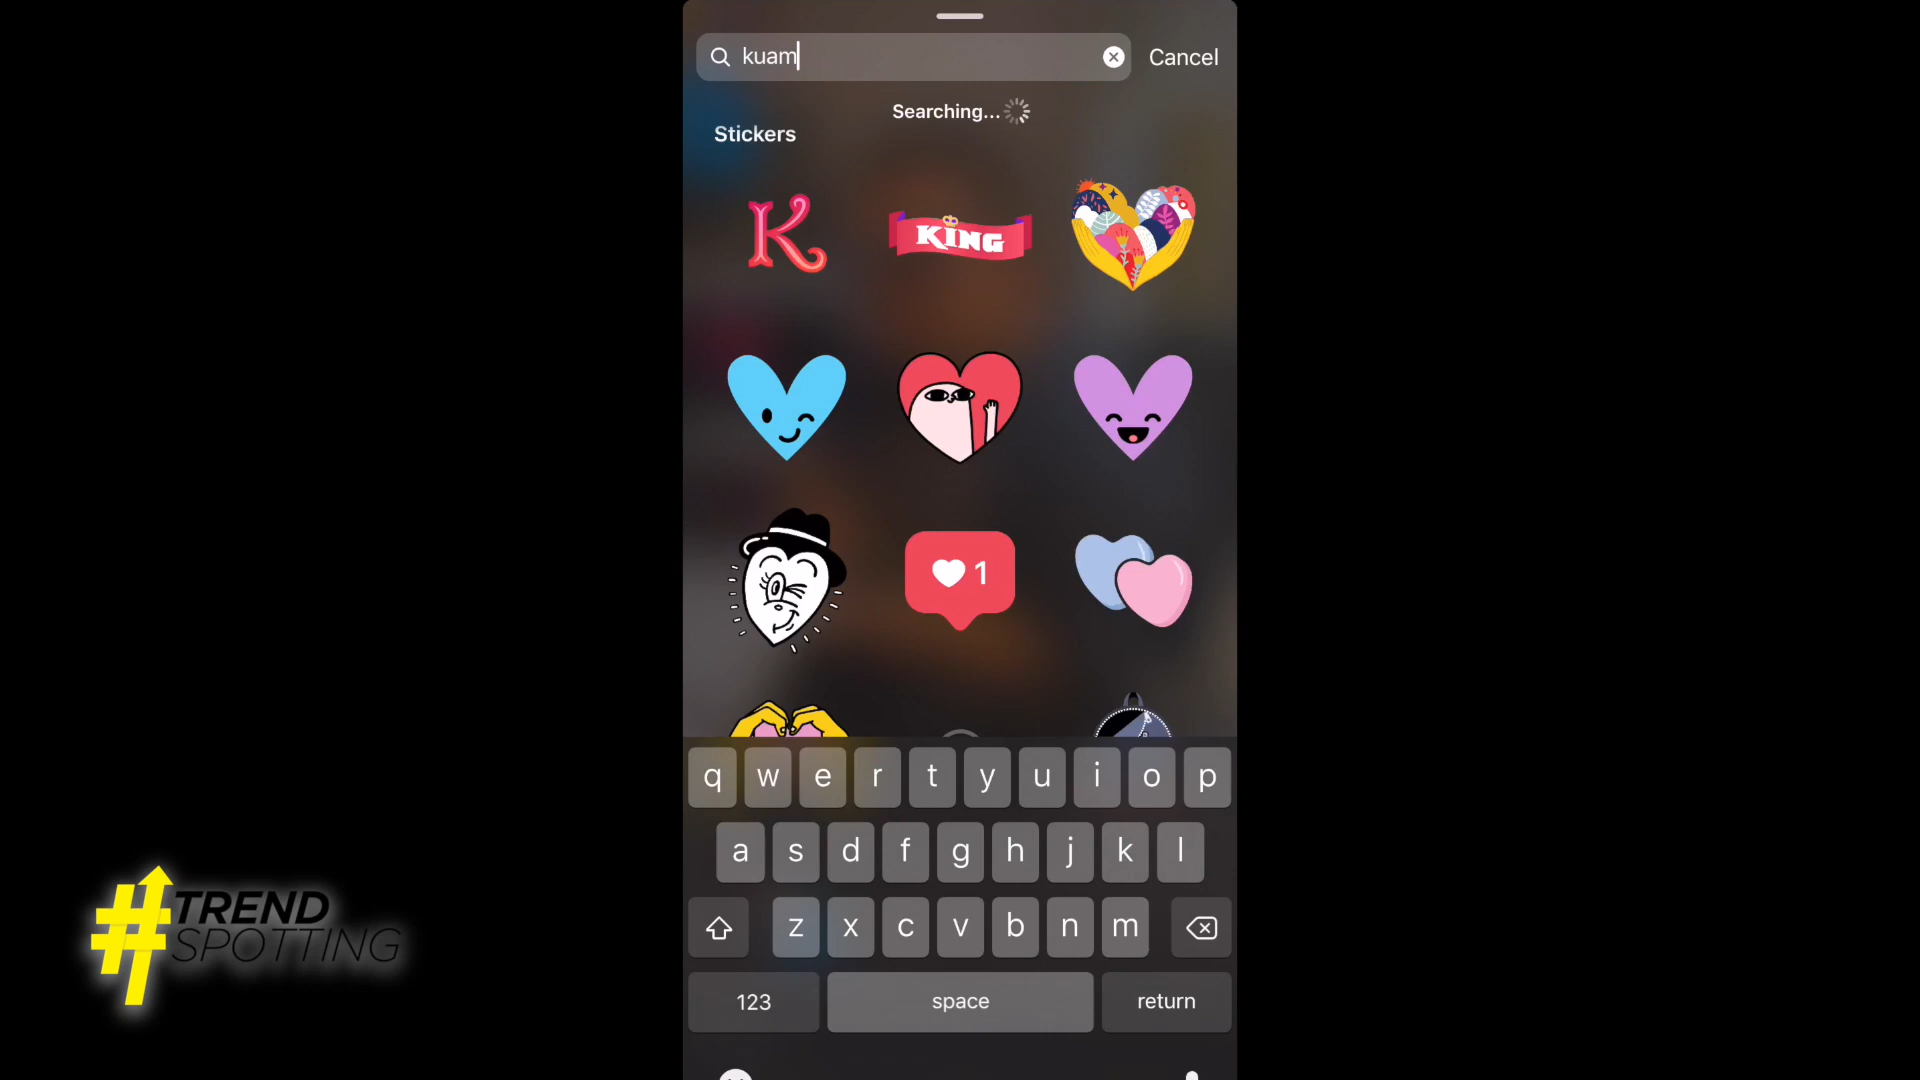 kuam
Cancel
Searching...
Stickers
K
KING
1
q w e r t y u i o p
a s d f g h j k l
z x c v b n m
123 space return
#TREND
SPOTTING